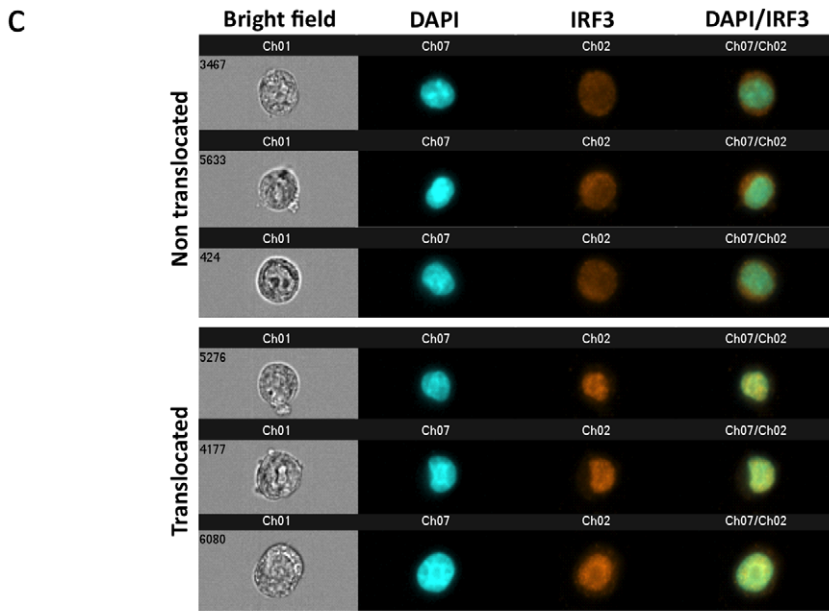 C
Bright field DAPI IRF3 DAPI/IRF3
Non translocated
Ch01 Ch07 Ch02 Ch07/Ch02
3467
Ch01 Ch07 Ch02 Ch07/Ch02
5633
Ch01 Ch07 Ch02 Ch07/Ch02
424
Translocated
Ch01 Ch07 Ch02 Ch07/Ch02
5276
Ch01 Ch07 Ch02 Ch07/Ch02
4177
Ch01 Ch07 Ch02 Ch07/Ch02
6080